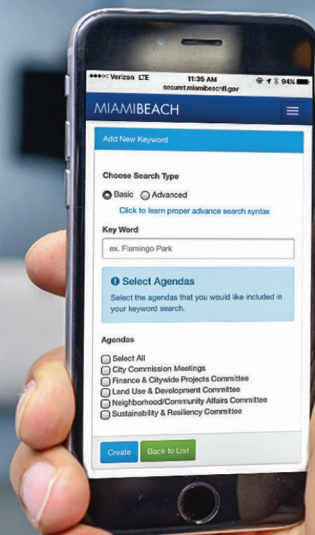 Verizon LTE 11:35 AM 94%
secure1.miamibeachfl.gov
MIAMIBEACH
Add New Keyword
Choose Search Type
Basic Advanced
Click to learn proper advance search syntax
Key Word
ex. Flamingo Park
Select Agendas
Select the agendas that you would like included in
your keyword search.
Agendas
Select All
City Commission Meetings
Finance & Citywide Projects Committee
Land Use & Development Committee
Neighborhood/Community Affairs Committee
Sustainability & Resiliency Committee
Create Back to List